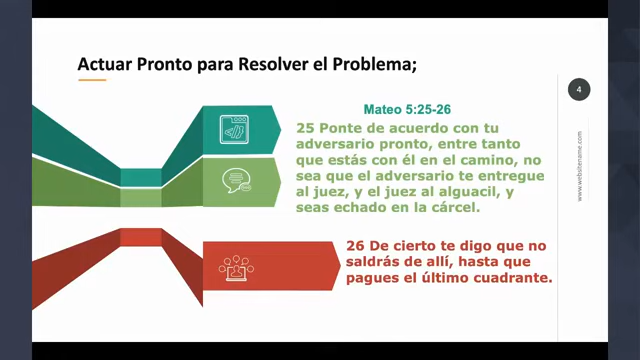 Actuar Pronto para Resolver el Problema;
4
Mateo 5:25-26
25 Ponte de acuerdo con tu
adversario pronto, entre tanto
que estás con él en el camino, no
sea que el adversario te entregue
al juez, y el juez al alguacil, y
seas echado en la cárcel.
26 De cierto te digo que no
saldrás de allí, hasta que
pagues el último cuadrante.
www.websitename.com